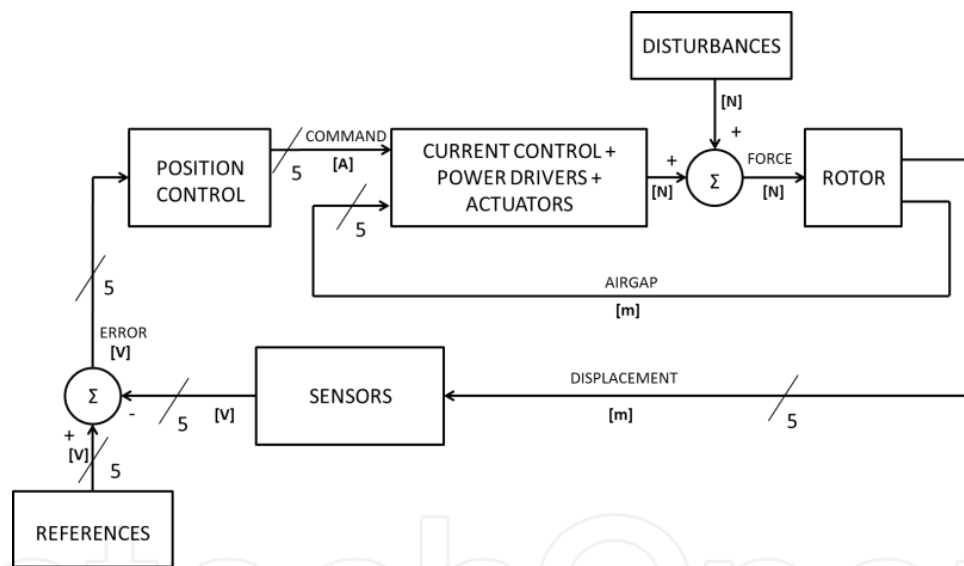 DISTURBANCES
[N]
+
POSITION
CONTROL
5
COMMAND
[A]
CURRENT CONTROL +
POWER DRIVERS +
ACTUATORS
5
+
[N]
Σ
FORCE
[N]
ROTOR
AIRGAP
[m]
5
ERROR
[V]
Σ
-
+
[V]
5
5
[V]
SENSORS
DISPLACEMENT
[m]
5
REFERENCES